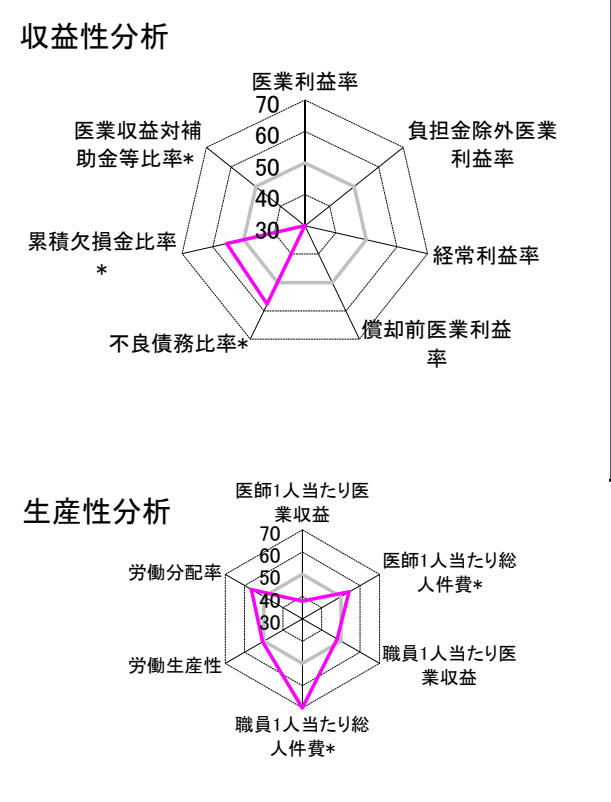 収益性分析
医業利益率
70
60
50
40
30
負担金除外医業
利益率
経常利益率
償却前医業利益
率
不良債務比率*
累積欠損金比率
*
医業収益対補
助金等比率*
生産性分析
医師1人当たり医
業収益
70
60
50
40
30
医師1人当たり総
人件費*
職員1人当たり医
業収益
職員1人当たり総
人件費*
労働生産性
労働分配率